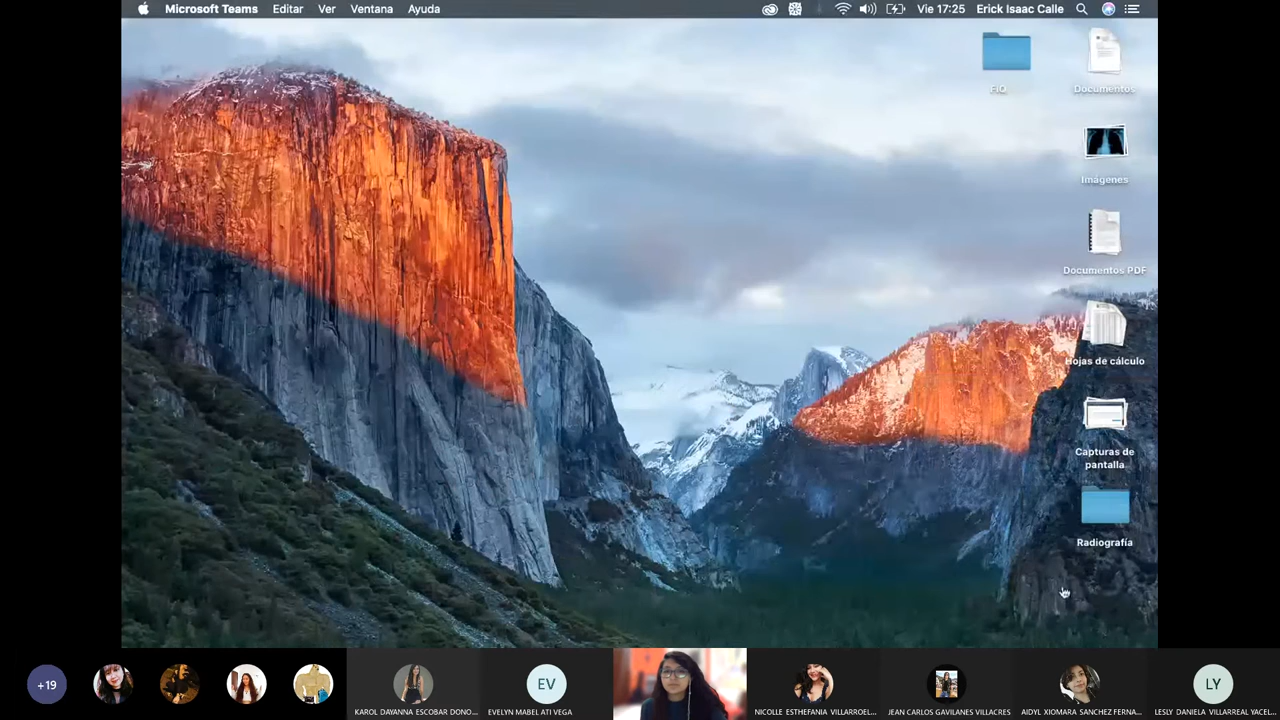 Microsoft Teams Editar Ver Ventana Ayuda Vie 17:25 Erick Isaac Calle
FIQ Documentos
Imágenes
Documentos PDF
Hojas de cálculo
Capturas de
pantalla
Radiografía
+19 EV LY
KAROL DAYANNA ESCOBAR DONO... EVELYN MABEL ATI VEGA NICOLLE ESTHEFANIA VILLARROEL... JEAN CARLOS GAVILANES VILLACRES AIDYL XIOMARA SANCHEZ FERNA... LESLY DANIELA VILLARREAL YACEL...